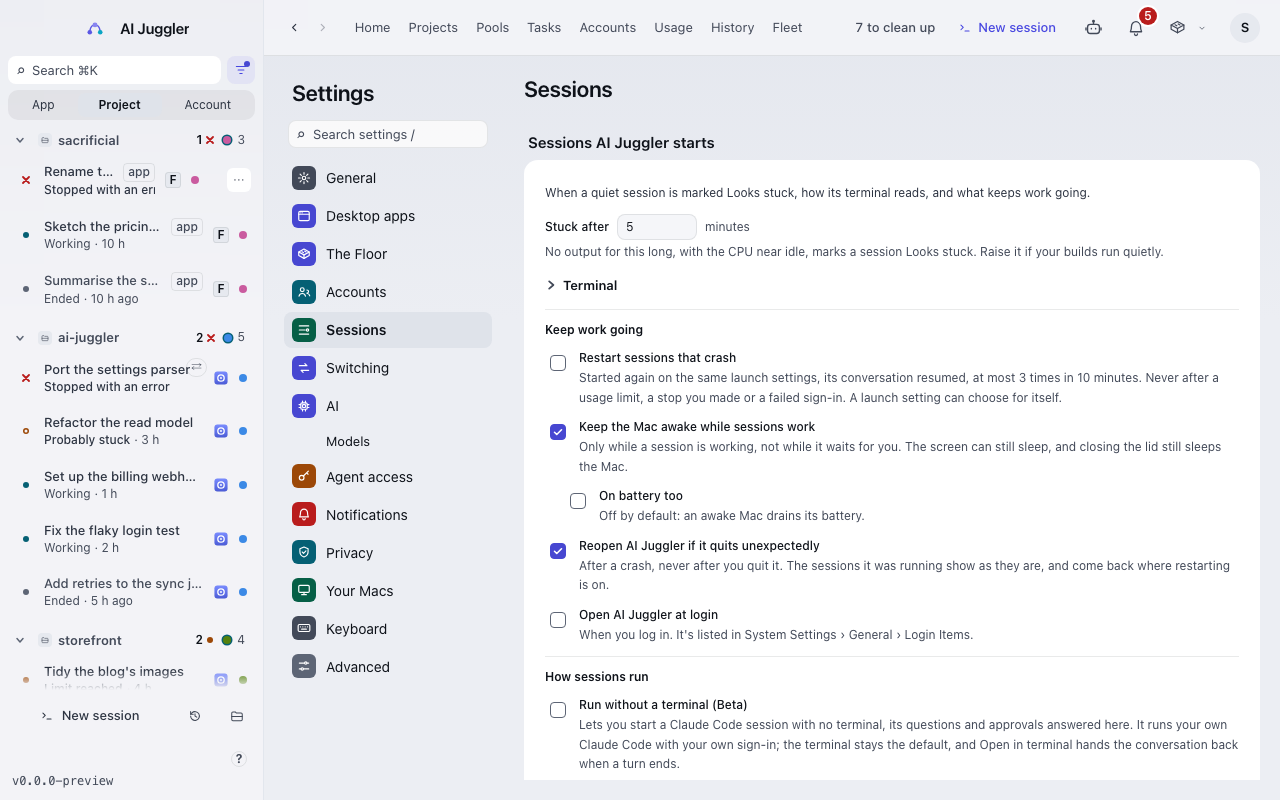 AI Juggler
Search ⌘K
App Project Account
sacrificial 1 3
Rename t... app F
Stopped with an err
Sketch the pricin... app F
Working · 10 h
Summarise the s... app F
Ended · 10 h ago
ai-juggler 2 5
Port the settings parser
Stopped with an error
Refactor the read model
Probably stuck · 3 h
Set up the billing webh...
Working · 1 h
Fix the flaky login test
Working · 2 h
Add retries to the sync j...
Ended · 5 h ago
storefront 2 4
Tidy the blog's images
Limit reached · 4 h
New session
?
v0.0.0-preview
Home Projects Pools Tasks Accounts Usage History Fleet 7 to clean up New session 5 S
Settings
Search settings /
General
Desktop apps
The Floor
Accounts
Sessions
Switching
AI
Models
Agent access
Notifications
Privacy
Your Macs
Keyboard
Advanced
Sessions
Sessions AI Juggler starts
When a quiet session is marked Looks stuck, how its terminal reads, and what keeps work going.
Stuck after 5 minutes
No output for this long, with the CPU near idle, marks a session Looks stuck. Raise it if your builds run quietly.
Terminal
Keep work going
Restart sessions that crash
Started again on the same launch settings, its conversation resumed, at most 3 times in 10 minutes. Never after a
usage limit, a stop you made or a failed sign-in. A launch setting can choose for itself.
Keep the Mac awake while sessions work
Only while a session is working, not while it waits for you. The screen can still sleep, and closing the lid still sleeps
the Mac.
On battery too
Off by default: an awake Mac drains its battery.
Reopen AI Juggler if it quits unexpectedly
After a crash, never after you quit it. The sessions it was running show as they are, and come back where restarting
is on.
Open AI Juggler at login
When you log in. It's listed in System Settings › General › Login Items.
How sessions run
Run without a terminal (Beta)
Lets you start a Claude Code session with no terminal, its questions and approvals answered here. It runs your own
Claude Code with your own sign-in; the terminal stays the default, and Open in terminal hands the conversation back
when a turn ends.